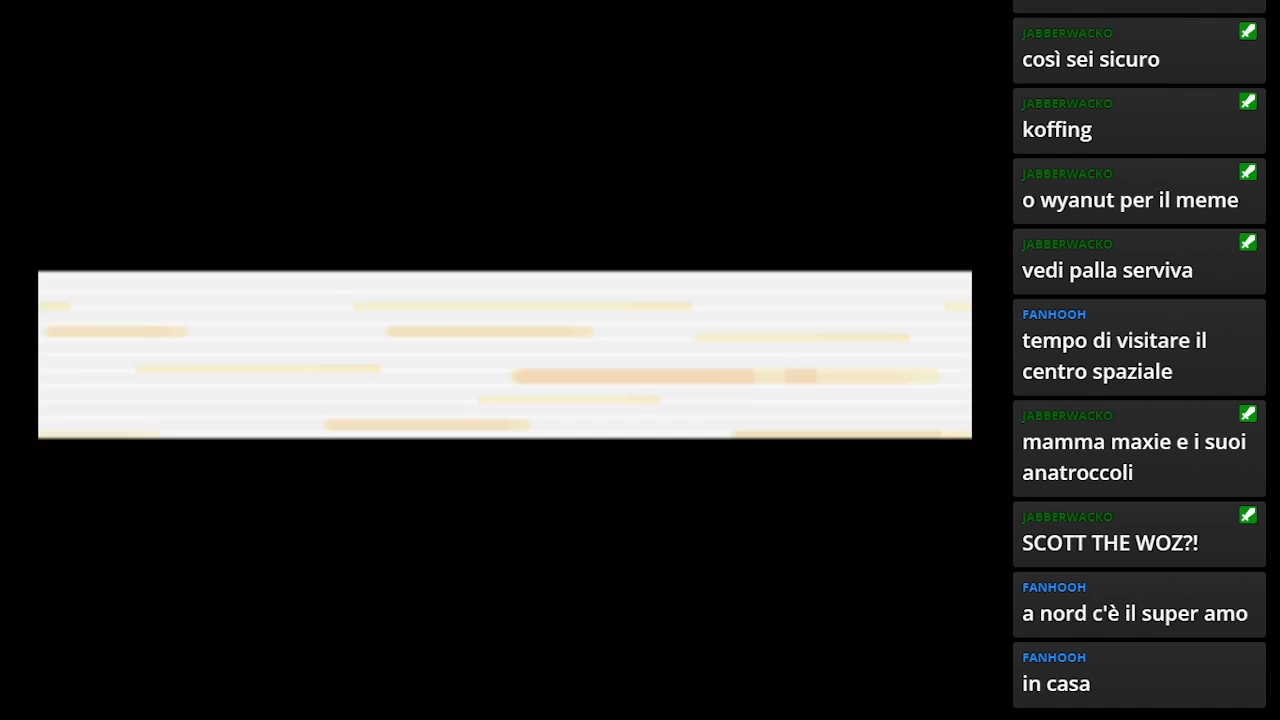 JABBERWACKO
così sei sicuro
JABBERWACKO
koffing
JABBERWACKO
o wyanut per il meme
JABBERWACKO
vedi palla serviva
FANHOOH
tempo di visitare il
centro spaziale
JABBERWACKO
mamma maxie e i suoi
anatroccoli
JABBERWACKO
SCOTT THE WOZ?!
FANHOOH
a nord c'è il super amo
FANHOOH
in casa